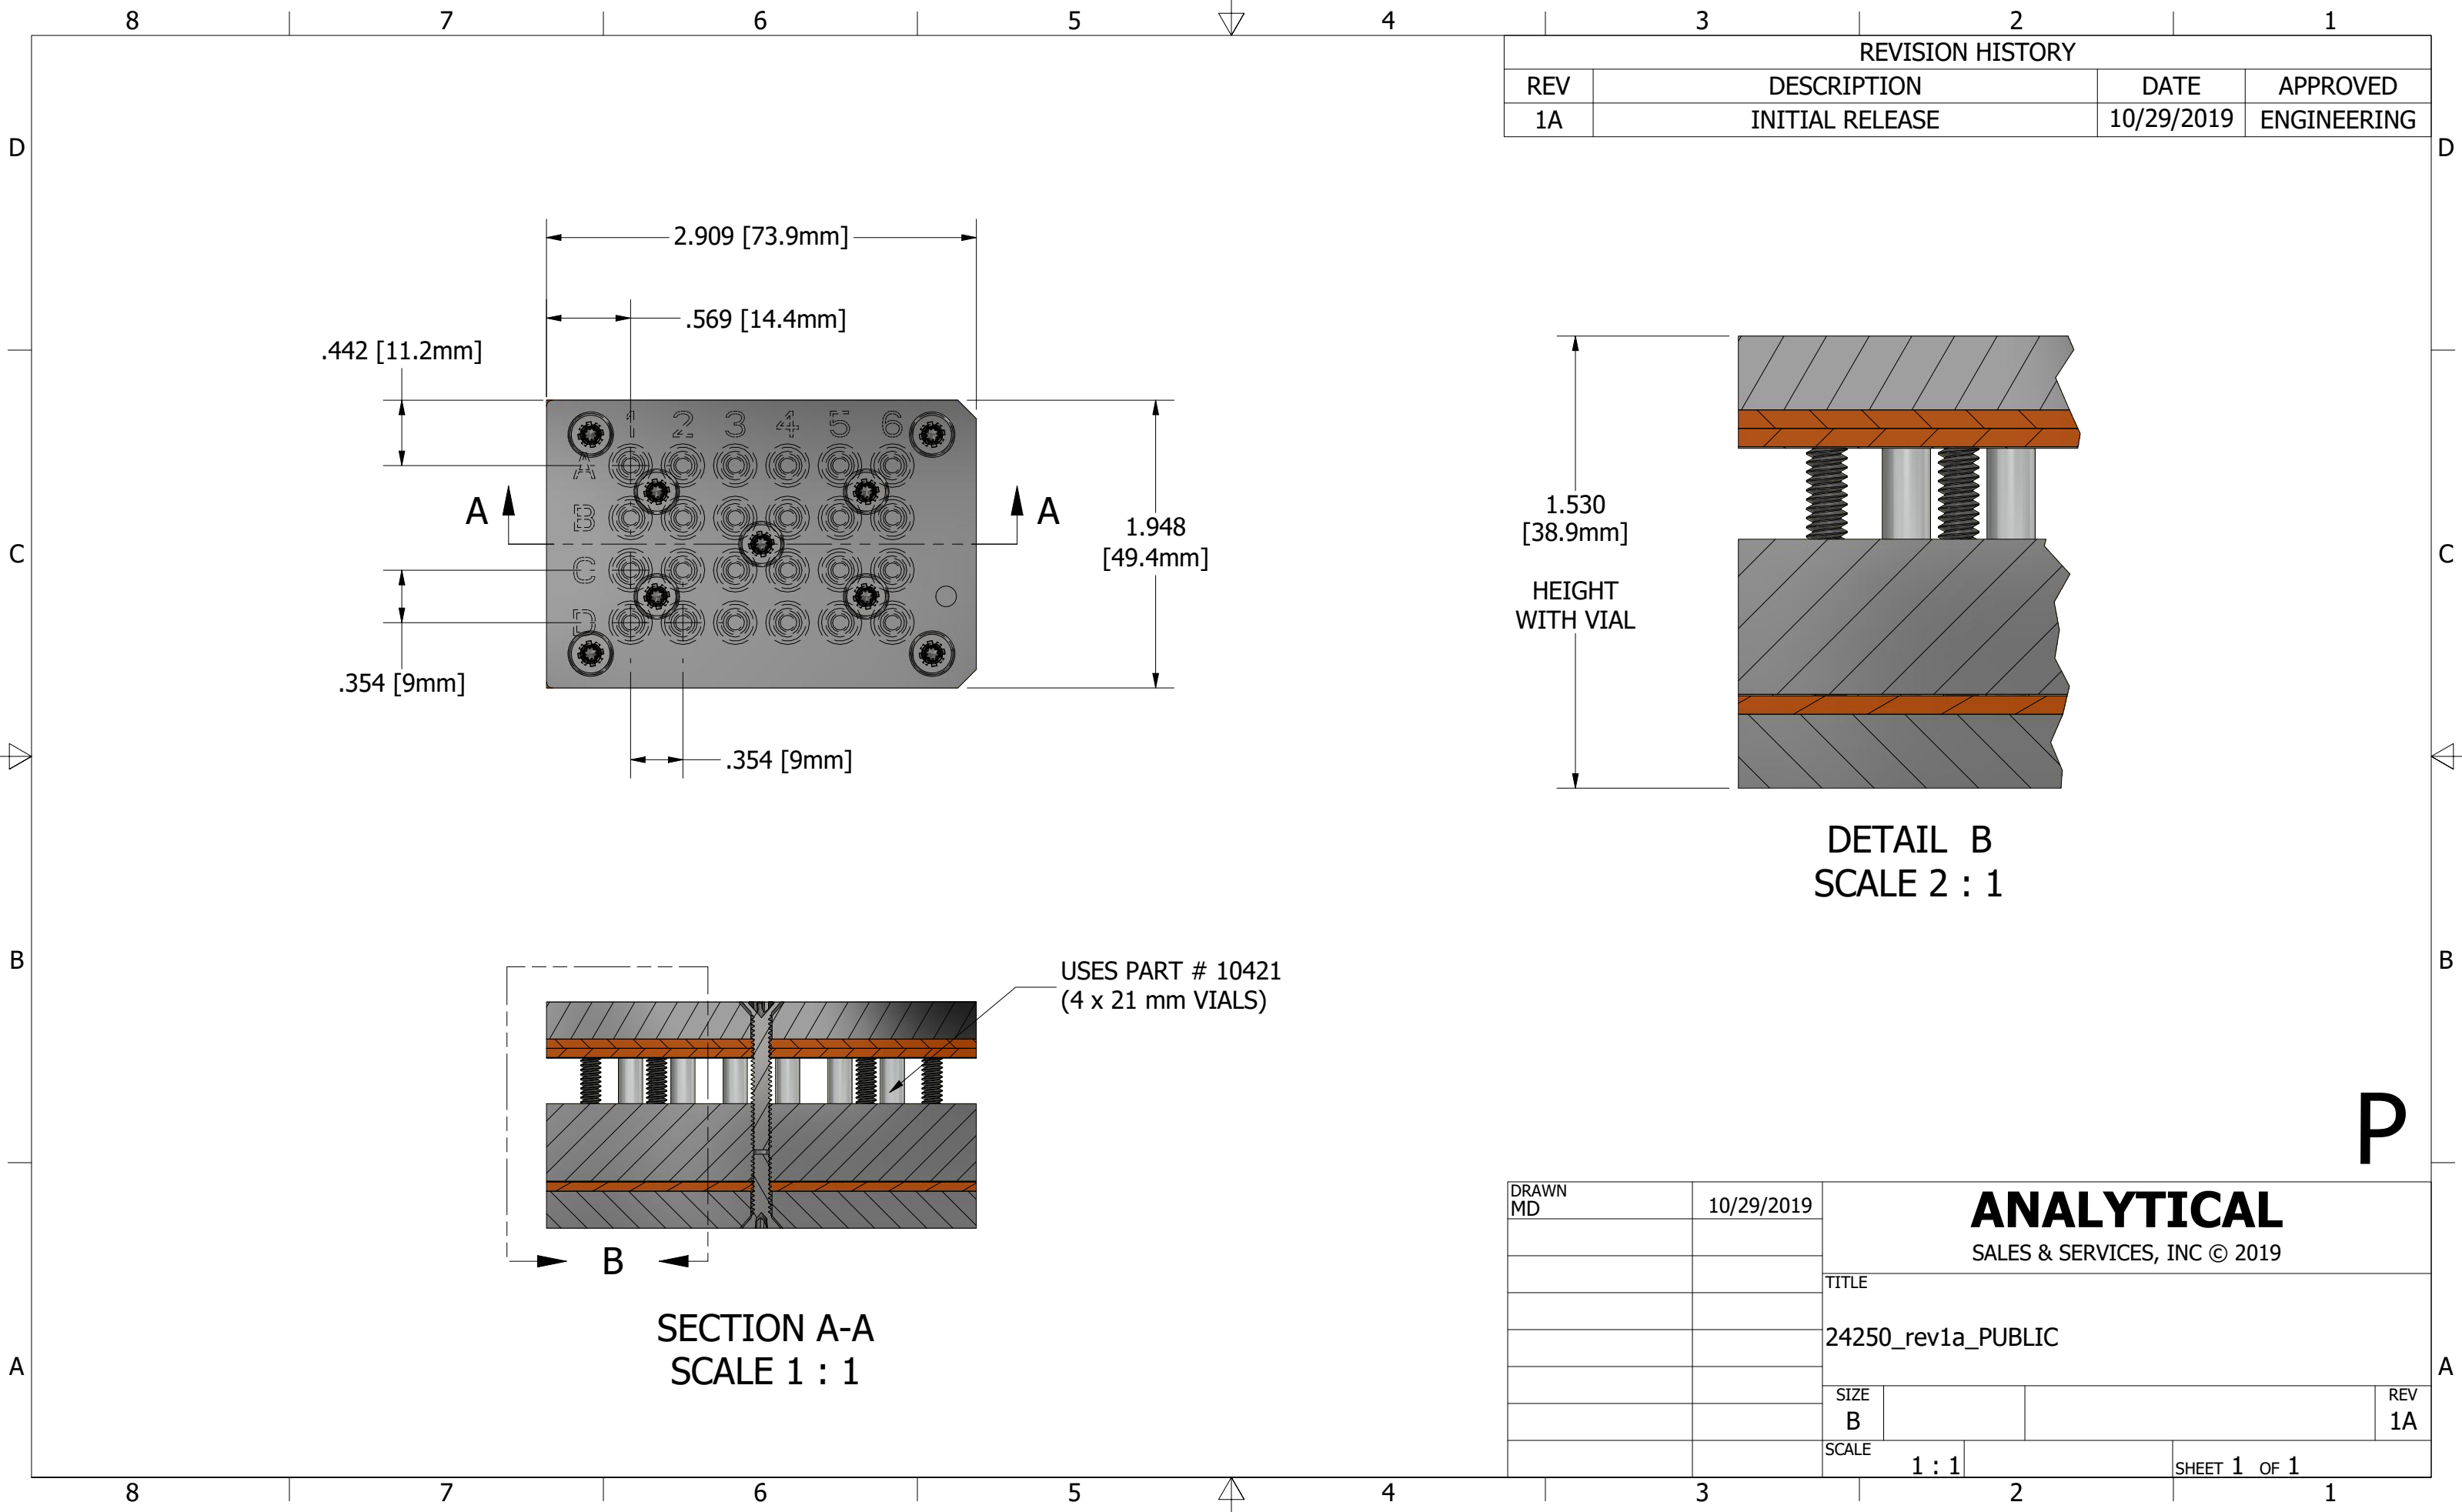 8 7 6 5 4 3 2 1
REVISION HISTORY
REV DESCRIPTION DATE APPROVED
1A INITIAL RELEASE 10/29/2019 ENGINEERING
D D
2.909 [73.9mm]
.569 [14.4mm]
.442 [11.2mm]
1 2 3 4 5 6
A
B
C
D
A A
1.948
[49.4mm]
.354 [9mm]
.354 [9mm]
1.530
[38.9mm]
HEIGHT
WITH VIAL
C C
DETAIL B
SCALE 2 : 1
B B
USES PART # 10421
(4 x 21 mm VIALS)
B
SECTION A-A
SCALE 1 : 1
P
DRAWN
MD 10/29/2019
ANALYTICAL
SALES & SERVICES, INC © 2019
TITLE
24250_rev1a_PUBLIC
A A
SIZE
B
REV
1A
SCALE
1 : 1
SHEET 1 OF 1
8 7 6 5 4 3 2 1